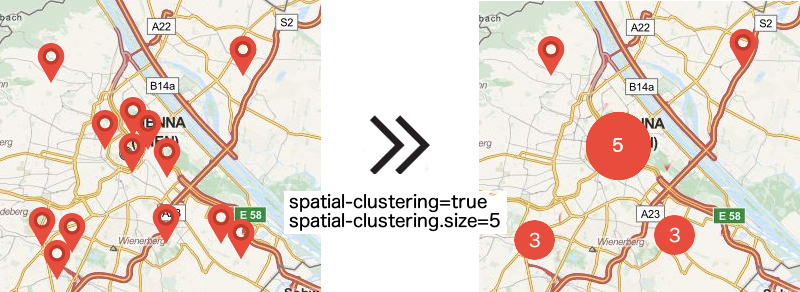 bach
A22
S2
B14a
ENNA
deberg
A23
E 58
Wienerberg
spatial-clustering=true
spatial-clustering.size=5
A22
S2
B14a
NNA
5
N)
A23
E 58
3
3
Wienerberg